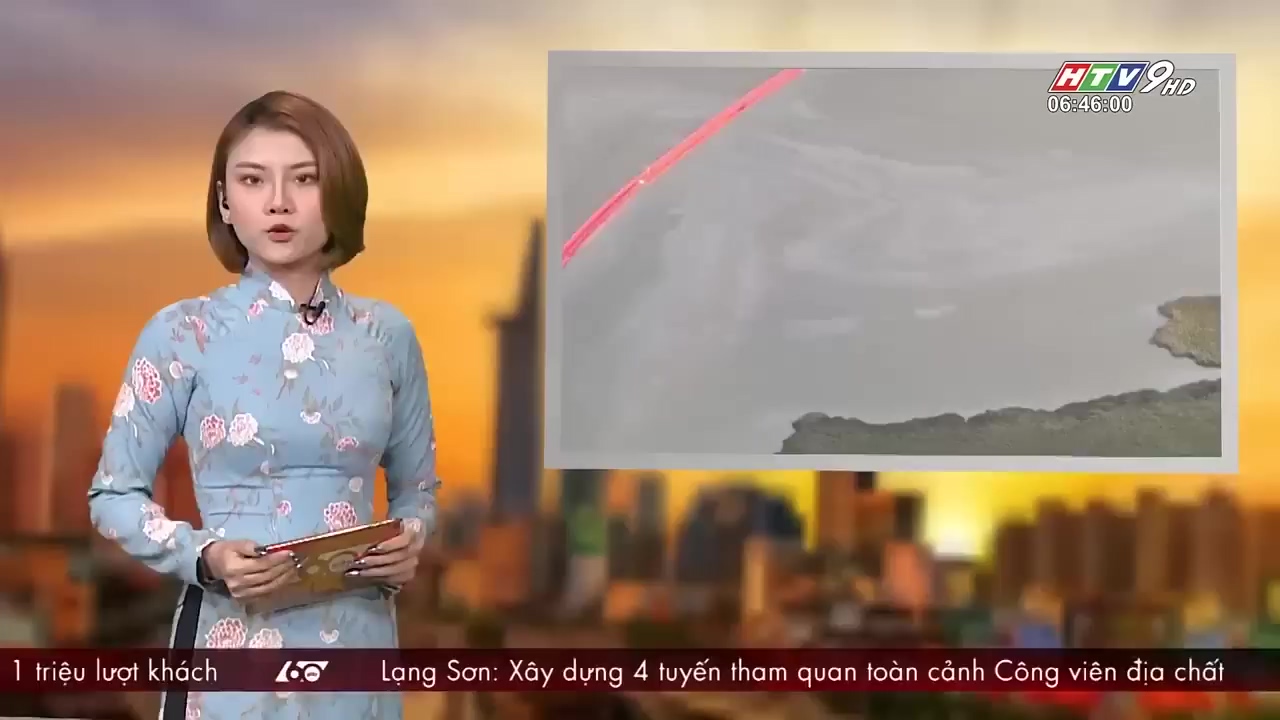 HTV9HD
06:46:00
1 triệu lượt khách 60 Lạng Sơn: Xây dựng 4 tuyến tham quan toàn cảnh Công viên địa chất